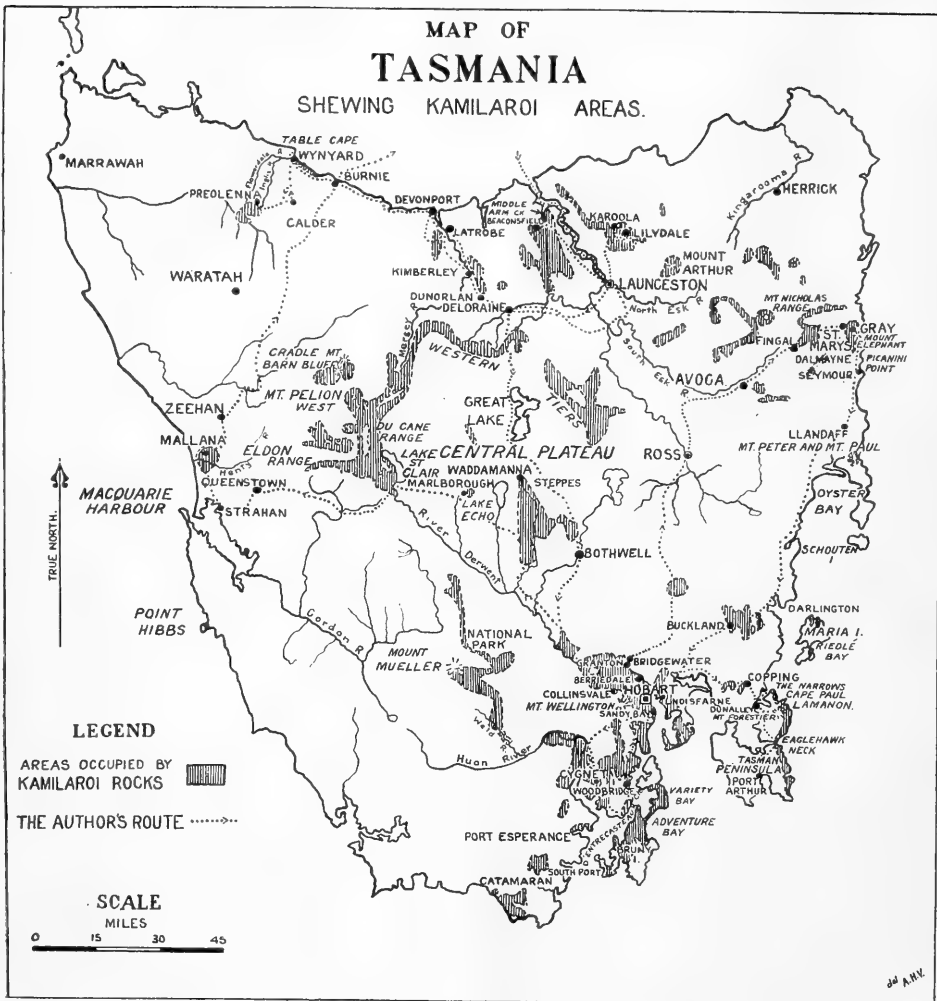 MAP OF
TASMANIA
SHEWING KAMILAROI AREAS.
MARRAWAH
TABLE CAPE
WYNYARD
BURNIE
PREOLENNA
CALDER
DEVONPORT
LATROBE
MIDDLE
ARM CK
BEACONSFIELD
KAROOLA
LILYDALE
Ringarooma R
HERRICK
WARATAH
KIMBERLEY
DUNORLAN
DELORAINE
MOUNT
ARTHUR
LAUNCESTON
North Esk R
MT NICHOLAS
RANGE
ST.
MARYS
GRAY
MOUNT
ELEPHANT
FINGAL
DALMAYNE
SEYMOUR
PICANINI
POINT
South Esk R
AVOCA
Mersey
WESTERN
TIERS
CRADLE MT
BARN BLUFF
MT. PELION
WEST
GREAT
LAKE
ZEEHAN
MALLANA
Henty
ELDON
RANGE
DU CANE
RANGE
LAKE
ST
CLAIR
CENTRAL PLATEAU
ROSS
LLANDAFF
MT. PETER AND MT. PAUL
QUEENSTOWN
MARLBOROUGH
WADDAMANNA
STEPPES
LAKE
ECHO
OYSTER
BAY
MACQUARIE
HARBOUR
STRAHAN
TRUE NORTH.
River Derwent
BOTHWELL
SCHOUTEN
I
POINT
HIBBS
Gordon R
MOUNT
MUELLER
NATIONAL
PARK
BUCKLAND
DARLINGTON
MARIA I.
RIEDLE
BAY
GRANTON
BRIDGEWATER
BERRIEDALE
COLLINSVALE
HOBART
MT. WELLINGTON
LINDISFARNE
SANDY BAY
COPPING
THE NARROWS
CAPE PAUL
LAMANON.
DUNALLEY
MT FORESTIER
EAGLEHAWK
NECK
TASMAN
PENINSULA
PORT
ARTHUR
Weld R
Huon River
CYGNET
WOODBRIDGE
VARIETY
BAY
ADVENTURE
BAY
D'ENTRECASTEAUX
BRUNY
I.
PORT ESPERANCE
SOUTH PORT
CATAMARAN
LEGEND
AREAS OCCUPIED BY
KAMILAROI ROCKS
THE AUTHOR'S ROUTE
SCALE
MILES
0 15 30 45
del A.H.V.